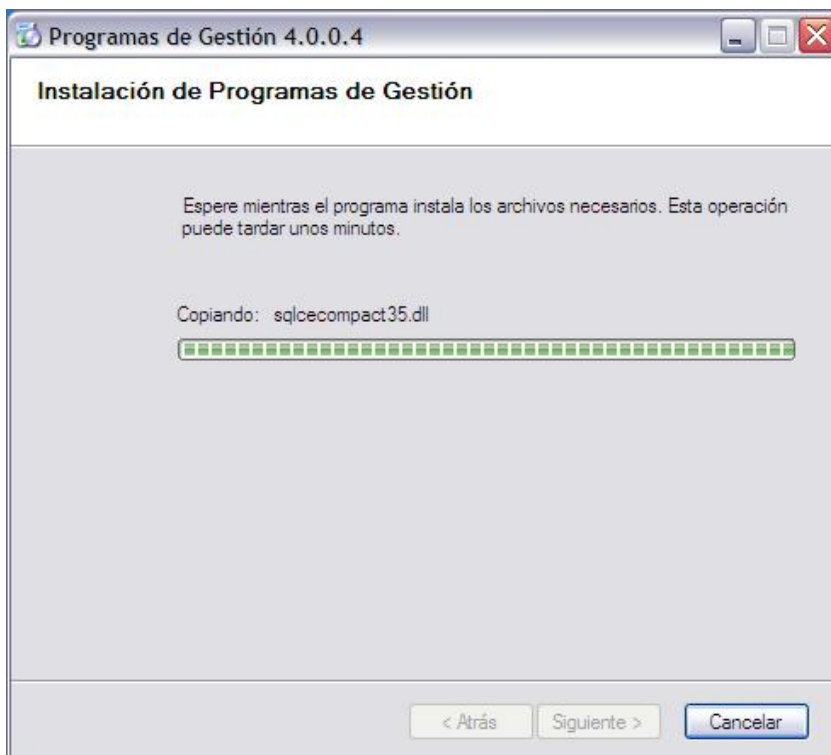 Programas de Gestión 4.0.0.4
Instalación de Programas de Gestión
Espere mientras el programa instala los archivos necesarios. Esta operación
puede tardar unos minutos.
Copiando: sqlcecompact35.dll
< Atrás Siguiente > Cancelar